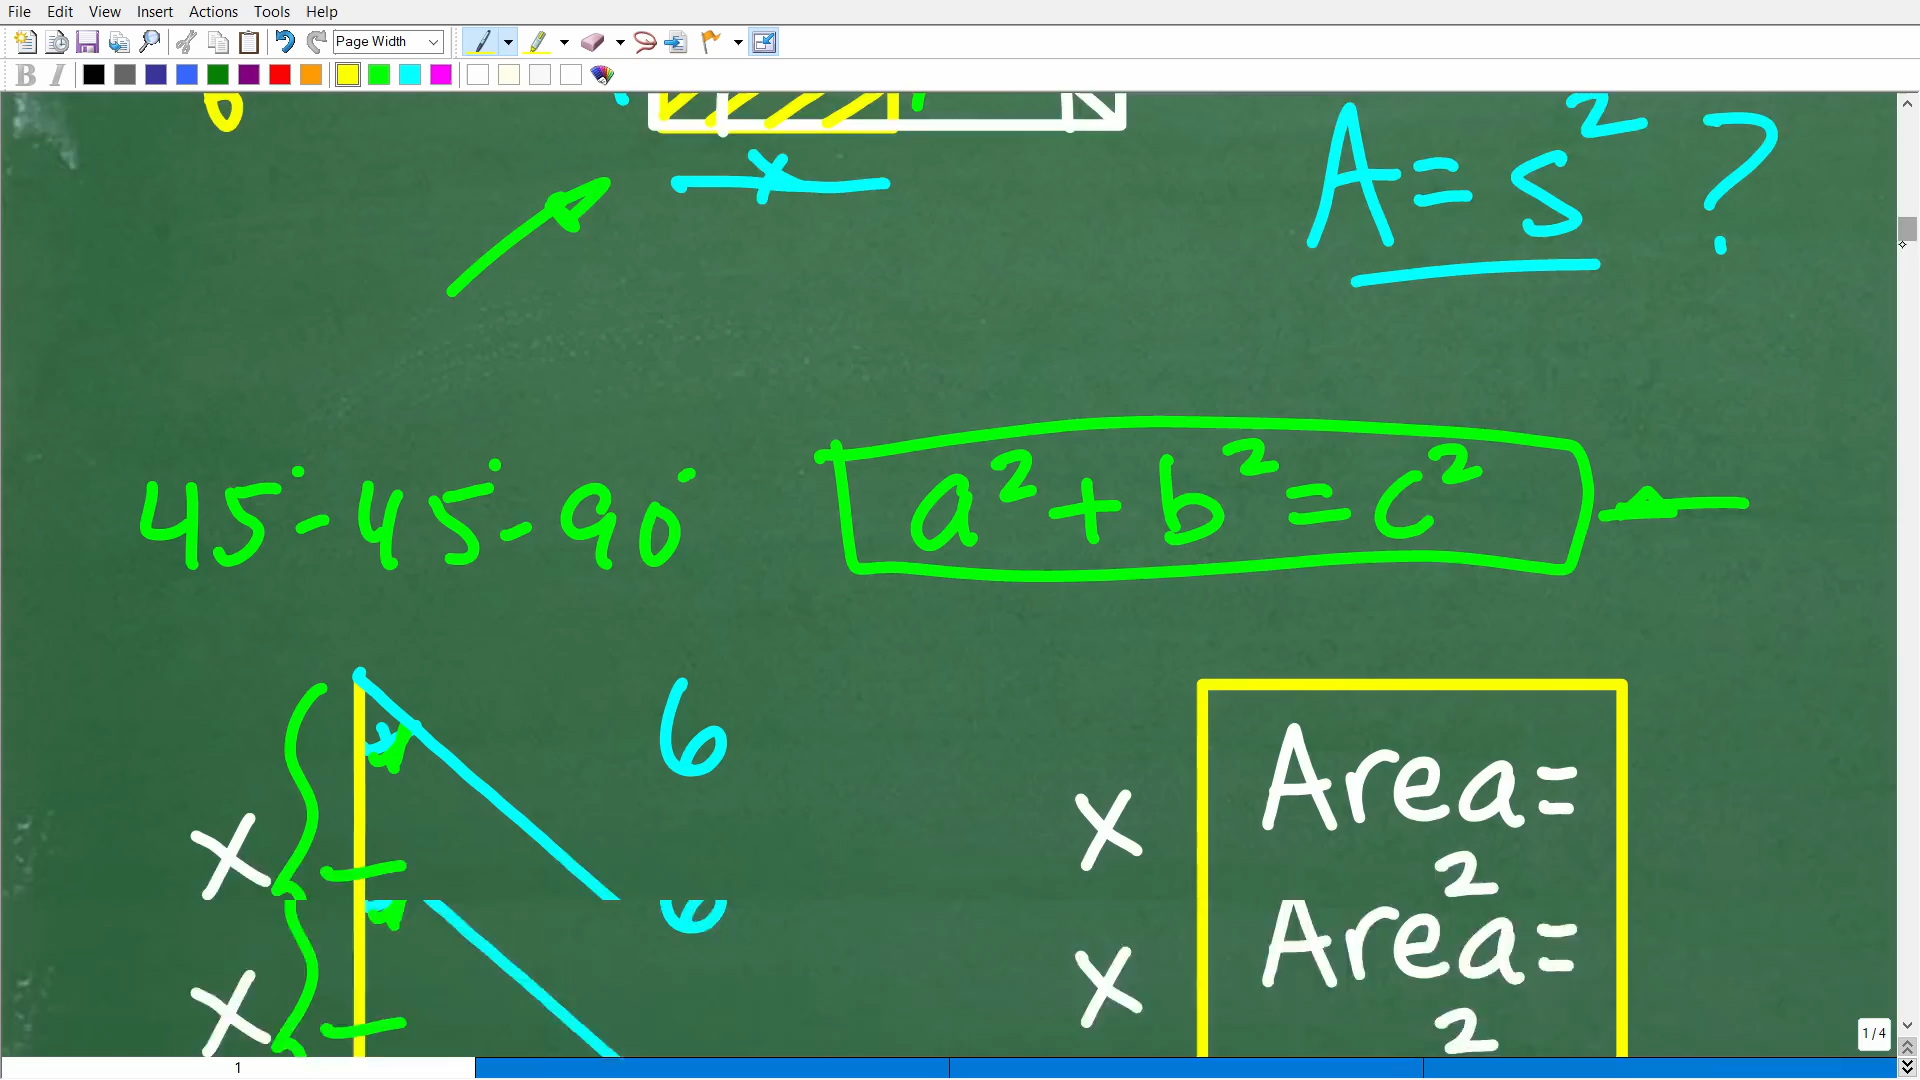 File Edit View Insert Actions Tools Help
Page Width
B I
6
x
A = s² ?
45° - 45° - 90°
a² + b² = c²
6
x
x
Area =
2
x
x
Area =
2
1 / 4
1